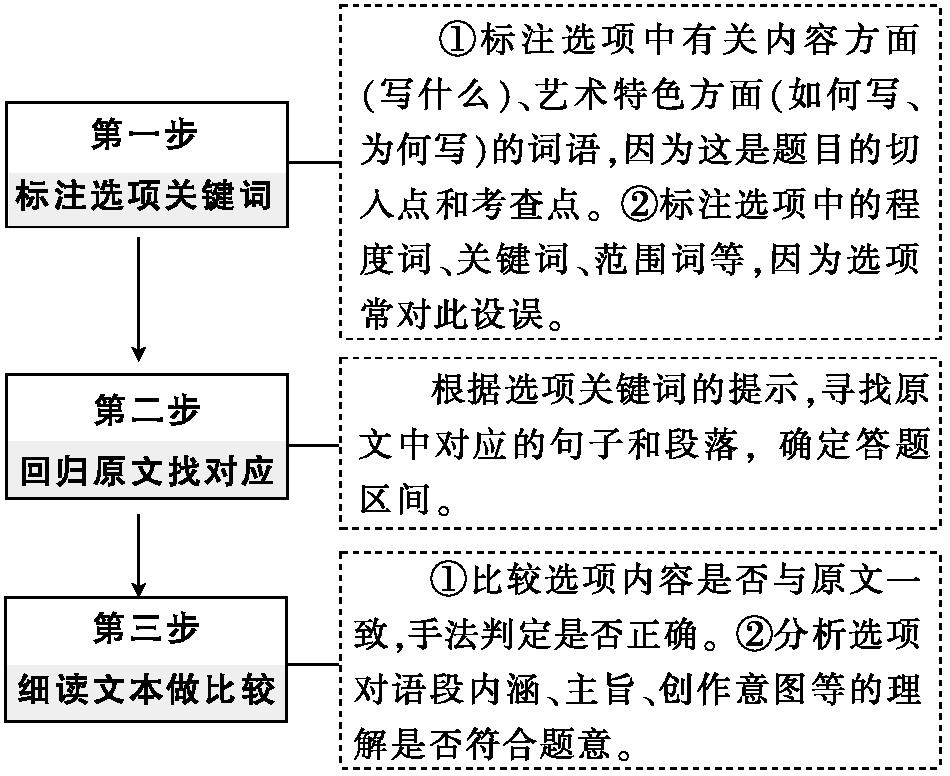 第一步
标注选项关键词
①标注选项中有关内容方面
(写什么)、艺术特色方面(如何写、
为何写)的词语,因为这是题目的切
入点和考查点。②标注选项中的程
度词、关键词、范围词等,因为选项
常对此设误。
第二步
回归原文找对应
根据选项关键词的提示,寻找原
文中对应的句子和段落,确定答题
区间。
第三步
细读文本做比较
①比较选项内容是否与原文一
致,手法判定是否正确。②分析选项
对语段内涵、主旨、创作意图等的理
解是否符合题意。